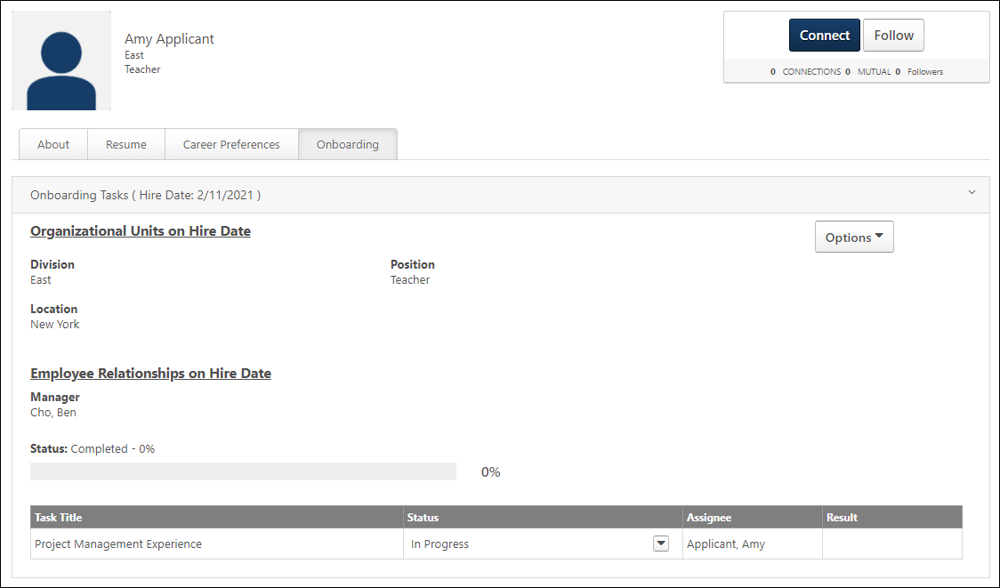 Amy Applicant
East
Teacher
Connect
Follow
0 CONNECTIONS 0 MUTUAL 0 Followers
About
Resume
Career Preferences
Onboarding
Onboarding Tasks ( Hire Date: 2/11/2021 )
Organizational Units on Hire Date
Options
Division
East
Position
Teacher
Location
New York
Employee Relationships on Hire Date
Manager
Cho, Ben
Status: Completed - 0%
0%
Task Title Status Assignee Result
Project Management Experience In Progress Applicant, Amy